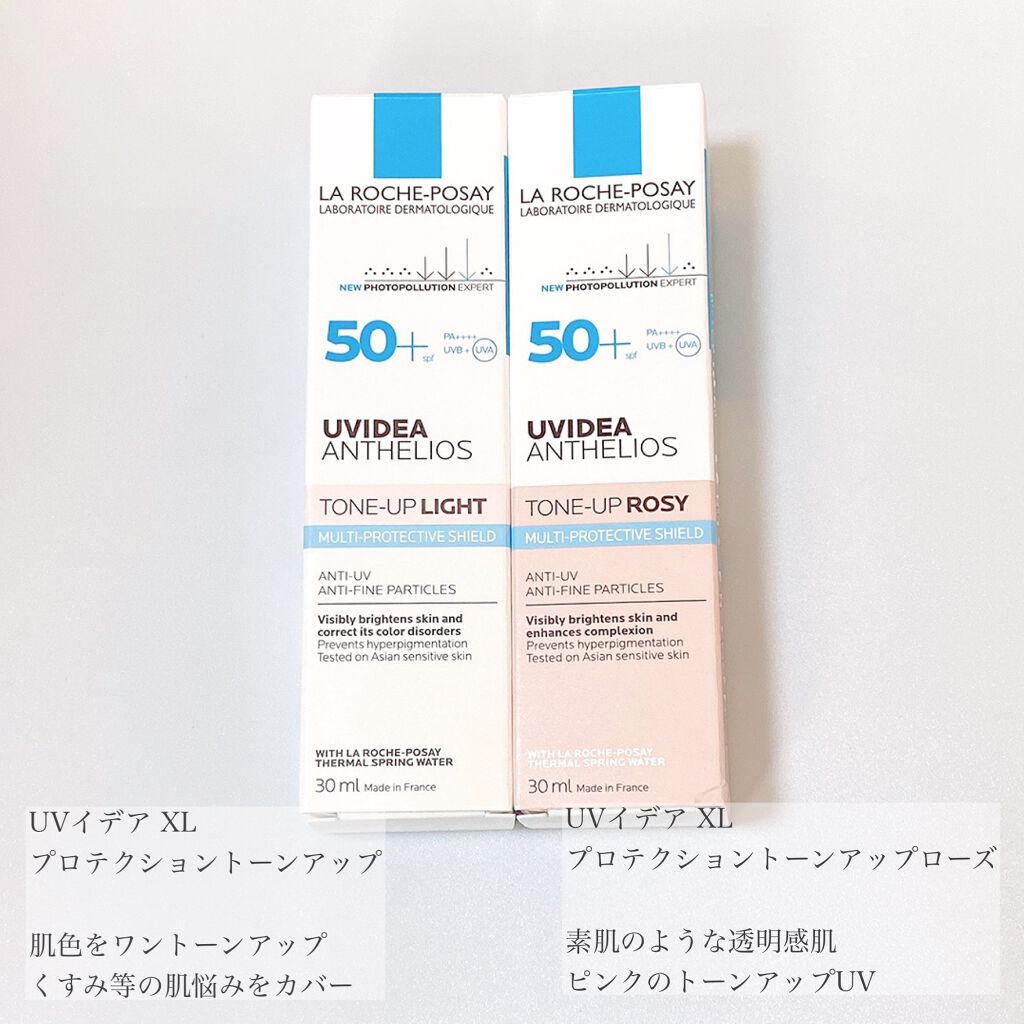 LA ROCHE-POSAY
LABORATOIRE DERMATOLOGIQUE
NEW PHOTOPOLLUTION EXPERT
50+
spf
PA++++
UVB + UVA
UVIDEA
ANTHELIOS
TONE-UP LIGHT
MULTI-PROTECTIVE SHIELD
ANTI-UV
ANTI-FINE PARTICLES
Visibly brightens skin and
correct its color disorders
Prevents hyperpigmentation
Tested on Asian sensitive skin
WITH LA ROCHE-POSAY
THERMAL SPRING WATER
30 ml Made in France
LA ROCHE-POSAY
LABORATOIRE DERMATOLOGIQUE
NEW PHOTOPOLLUTION EXPERT
50+
spf
PA++++
UVB + UVA
UVIDEA
ANTHELIOS
TONE-UP ROSY
MULTI-PROTECTIVE SHIELD
ANTI-UV
ANTI-FINE PARTICLES
Visibly brightens skin and
enhances complexion
Prevents hyperpigmentation
Tested on Asian sensitive skin
WITH LA ROCHE-POSAY
THERMAL SPRING WATER
30 ml Made in France
UVイデア XL
プロテクショントーンアップ
肌色をワントーンアップ
くすみ等の肌悩みをカバー
UVイデア XL
プロテクショントーンアップローズ
素肌のような透明感肌
ピンクのトーンアップUV